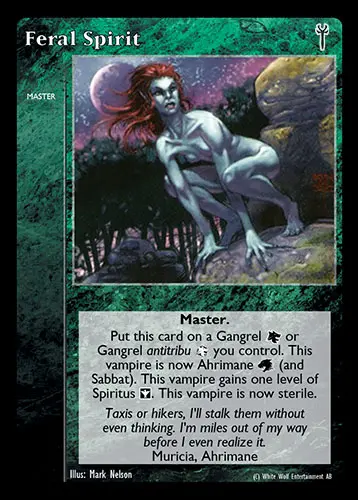 Feral Spirit
MASTER
Master.
Put this card on a Gangrel or
Gangrel antitribu you control. This
vampire is now Ahrimane (and
Sabbat). This vampire gains one level of
Spiritus. This vampire is now sterile.
Taxis or hikers, I'll stalk them without
even thinking. I'm miles out of my way
before I even realize it.
Muricia, Ahrimane
Illus: Mark Nelson
(C) White Wolf Entertainment AB